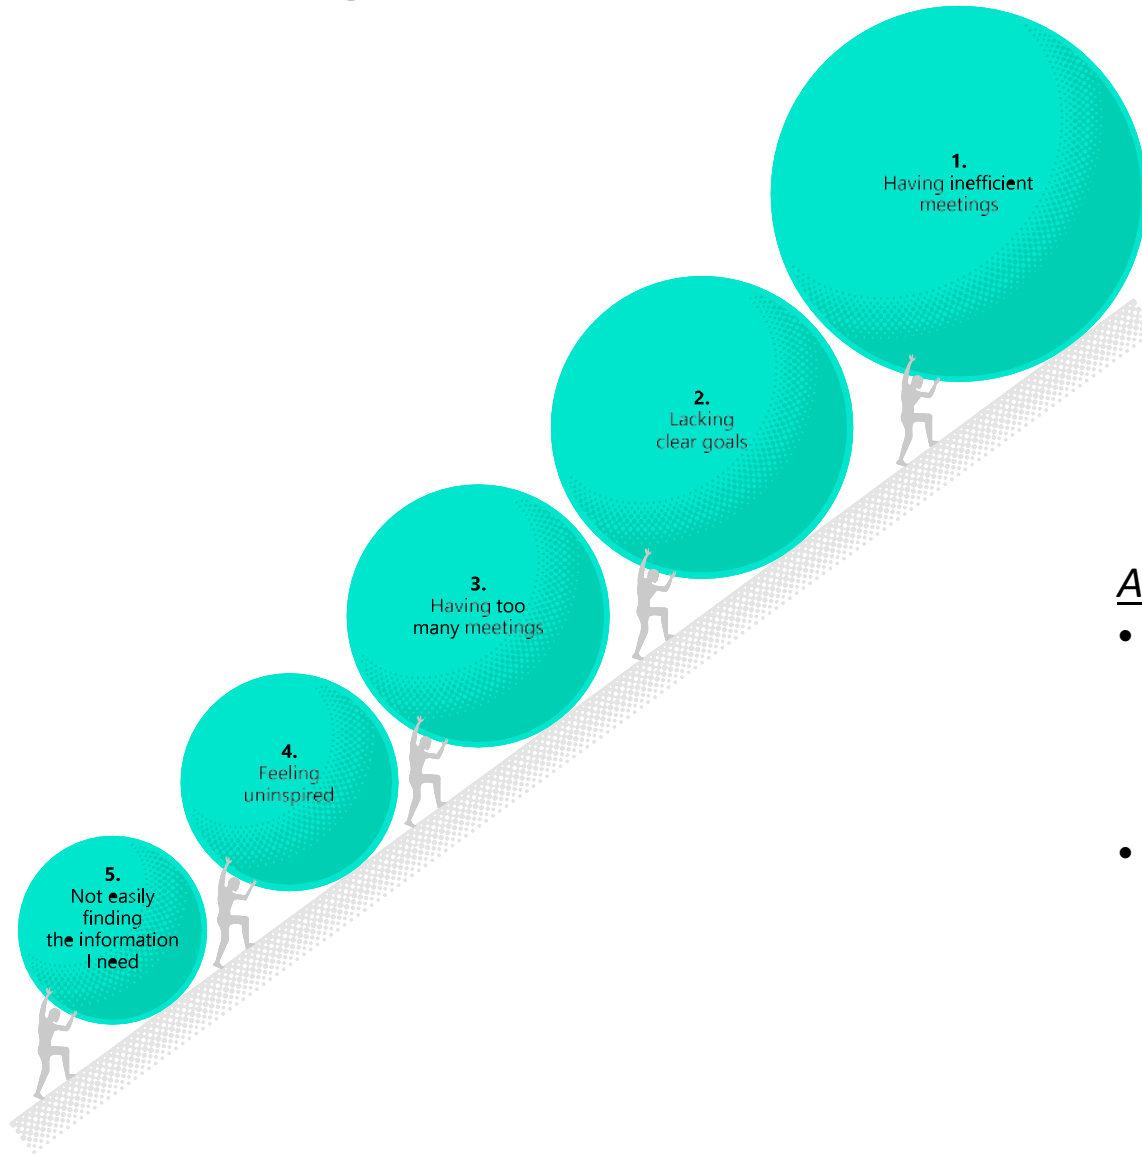 1.
Having inefficient
meetings
2.
Lacking
clear goals
3.
Having too
many meetings
4.
Feeling
uninspired
5.
Not easily
finding
the information
I need
A
•
•